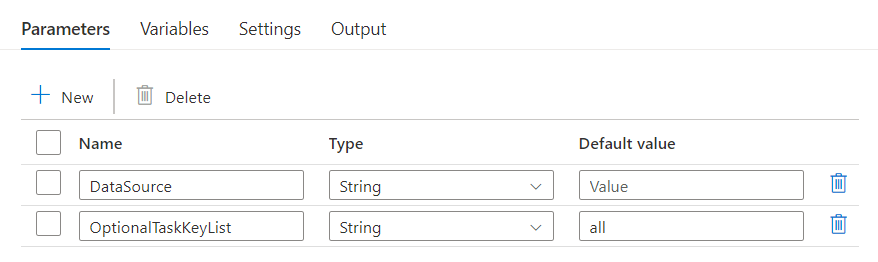 Parameters Variables Settings Output
New Delete
Name Type Default value
DataSource String Value
OptionalTaskKeyList String all